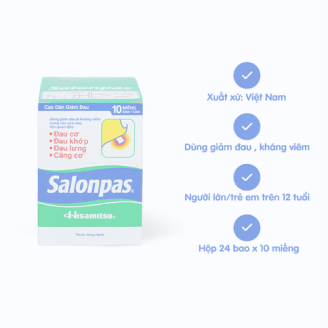 Cao Dán Giảm Đau
10 MIẾNG
Đau cơ
Đau khớp
Đau lưng
Căng cơ
Salonpas
Hisamitsu
Xuất xứ: Việt Nam
Dùng giảm đau , kháng viêm
Người lớn/trẻ em trên 12 tuổi
Hộp 24 bao x 10 miếng